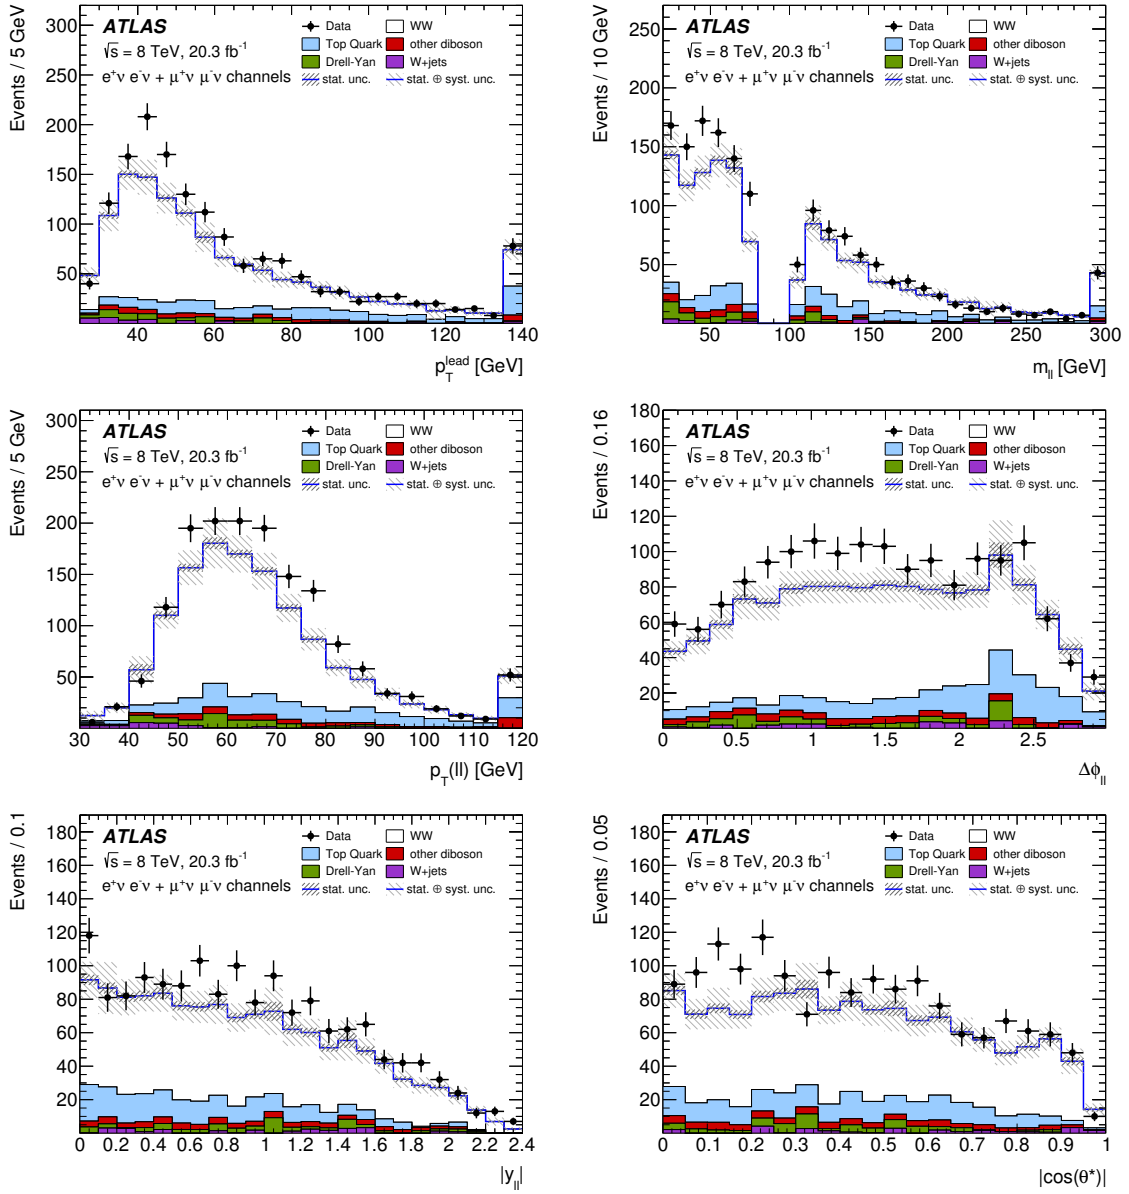 Events / 5 GeV
300
250
200
150
100
50
ATLAS
√s = 8 TeV, 20.3 fb⁻¹
e⁺ν e⁻ν + μ⁺ν μ⁻ν channels
Data
WW
Top Quark
other diboson
Drell-Yan
W+jets
stat. unc.
stat. ⊕ syst. unc.
40 60 80 100 120 140
p_T^lead [GeV]
Events / 10 GeV
250
200
150
100
50
ATLAS
√s = 8 TeV, 20.3 fb⁻¹
e⁺ν e⁻ν + μ⁺ν μ⁻ν channels
Data
WW
Top Quark
other diboson
Drell-Yan
W+jets
stat. unc.
stat. ⊕ syst. unc.
50 100 150 200 250 300
m_ll [GeV]
Events / 5 GeV
300
250
200
150
100
50
ATLAS
√s = 8 TeV, 20.3 fb⁻¹
e⁺ν e⁻ν + μ⁺ν μ⁻ν channels
Data
WW
Top Quark
other diboson
Drell-Yan
W+jets
stat. unc.
stat. ⊕ syst. unc.
30 40 50 60 70 80 90 100 110 120
p_T(ll) [GeV]
Events / 0.16
180
160
140
120
100
80
60
40
20
ATLAS
√s = 8 TeV, 20.3 fb⁻¹
e⁺ν e⁻ν + μ⁺ν μ⁻ν channels
Data
WW
Top Quark
other diboson
Drell-Yan
W+jets
stat. unc.
stat. ⊕ syst. unc.
0 0.5 1 1.5 2 2.5
Δϕ_ll
Events / 0.1
180
160
140
120
100
80
60
40
20
ATLAS
√s = 8 TeV, 20.3 fb⁻¹
e⁺ν e⁻ν + μ⁺ν μ⁻ν channels
Data
WW
Top Quark
other diboson
Drell-Yan
W+jets
stat. unc.
stat. ⊕ syst. unc.
0 0.2 0.4 0.6 0.8 1 1.2 1.4 1.6 1.8 2 2.2 2.4
|y_ll|
Events / 0.05
180
160
140
120
100
80
60
40
20
ATLAS
√s = 8 TeV, 20.3 fb⁻¹
e⁺ν e⁻ν + μ⁺ν μ⁻ν channels
Data
WW
Top Quark
other diboson
Drell-Yan
W+jets
stat. unc.
stat. ⊕ syst. unc.
0 0.1 0.2 0.3 0.4 0.5 0.6 0.7 0.8 0.9 1
|cos(θ*)|